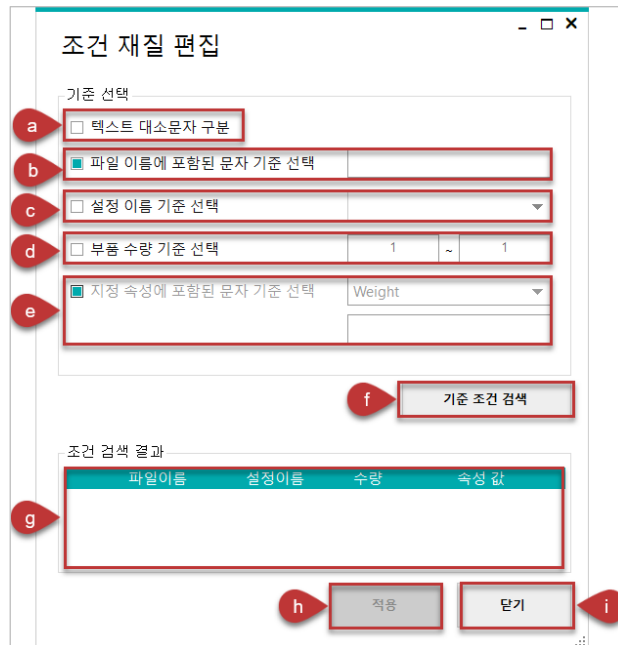 조건 재질 편집
기준 선택
a 텍스트 대소문자 구분
b 파일 이름에 포함된 문자 기준 선택
c 설정 이름 기준 선택
d 부품 수량 기준 선택 1 ~ 1
e 지정 속성에 포함된 문자 기준 선택 Weight
f 기준 조건 검색
조건 검색 결과
파일이름 설정이름 수량 속성 값
g
h 적용 닫기 i